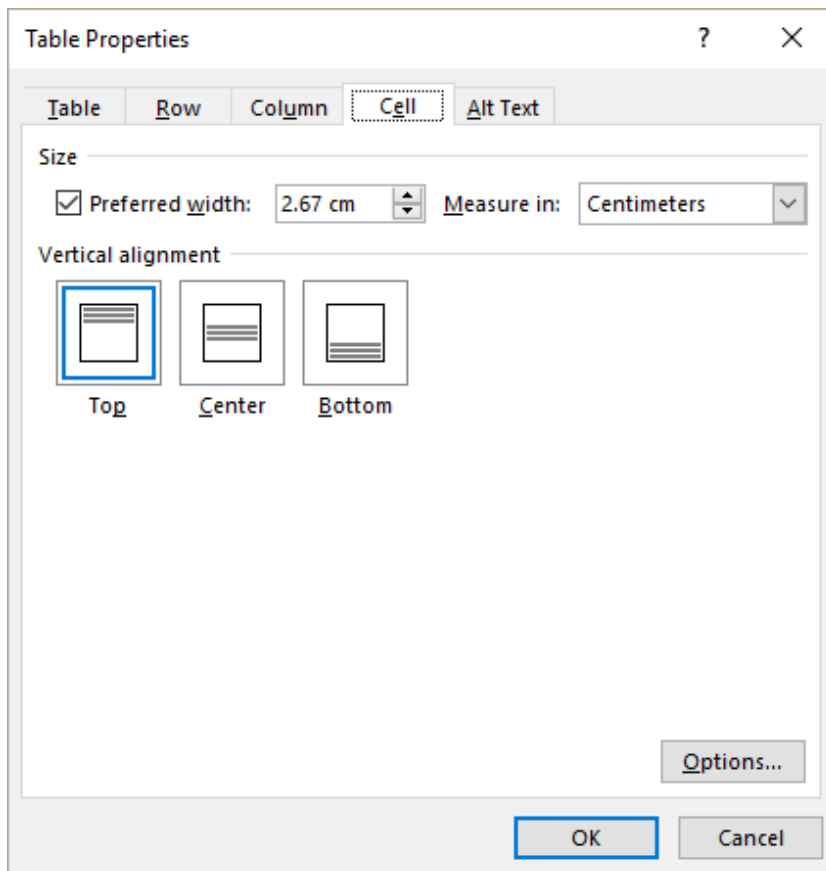 Table Properties ? X
Table Row Column Cell Alt Text
Size
Preferred width: 2.67 cm Measure in: Centimeters
Vertical alignment
Top Center Bottom
Options...
OK Cancel